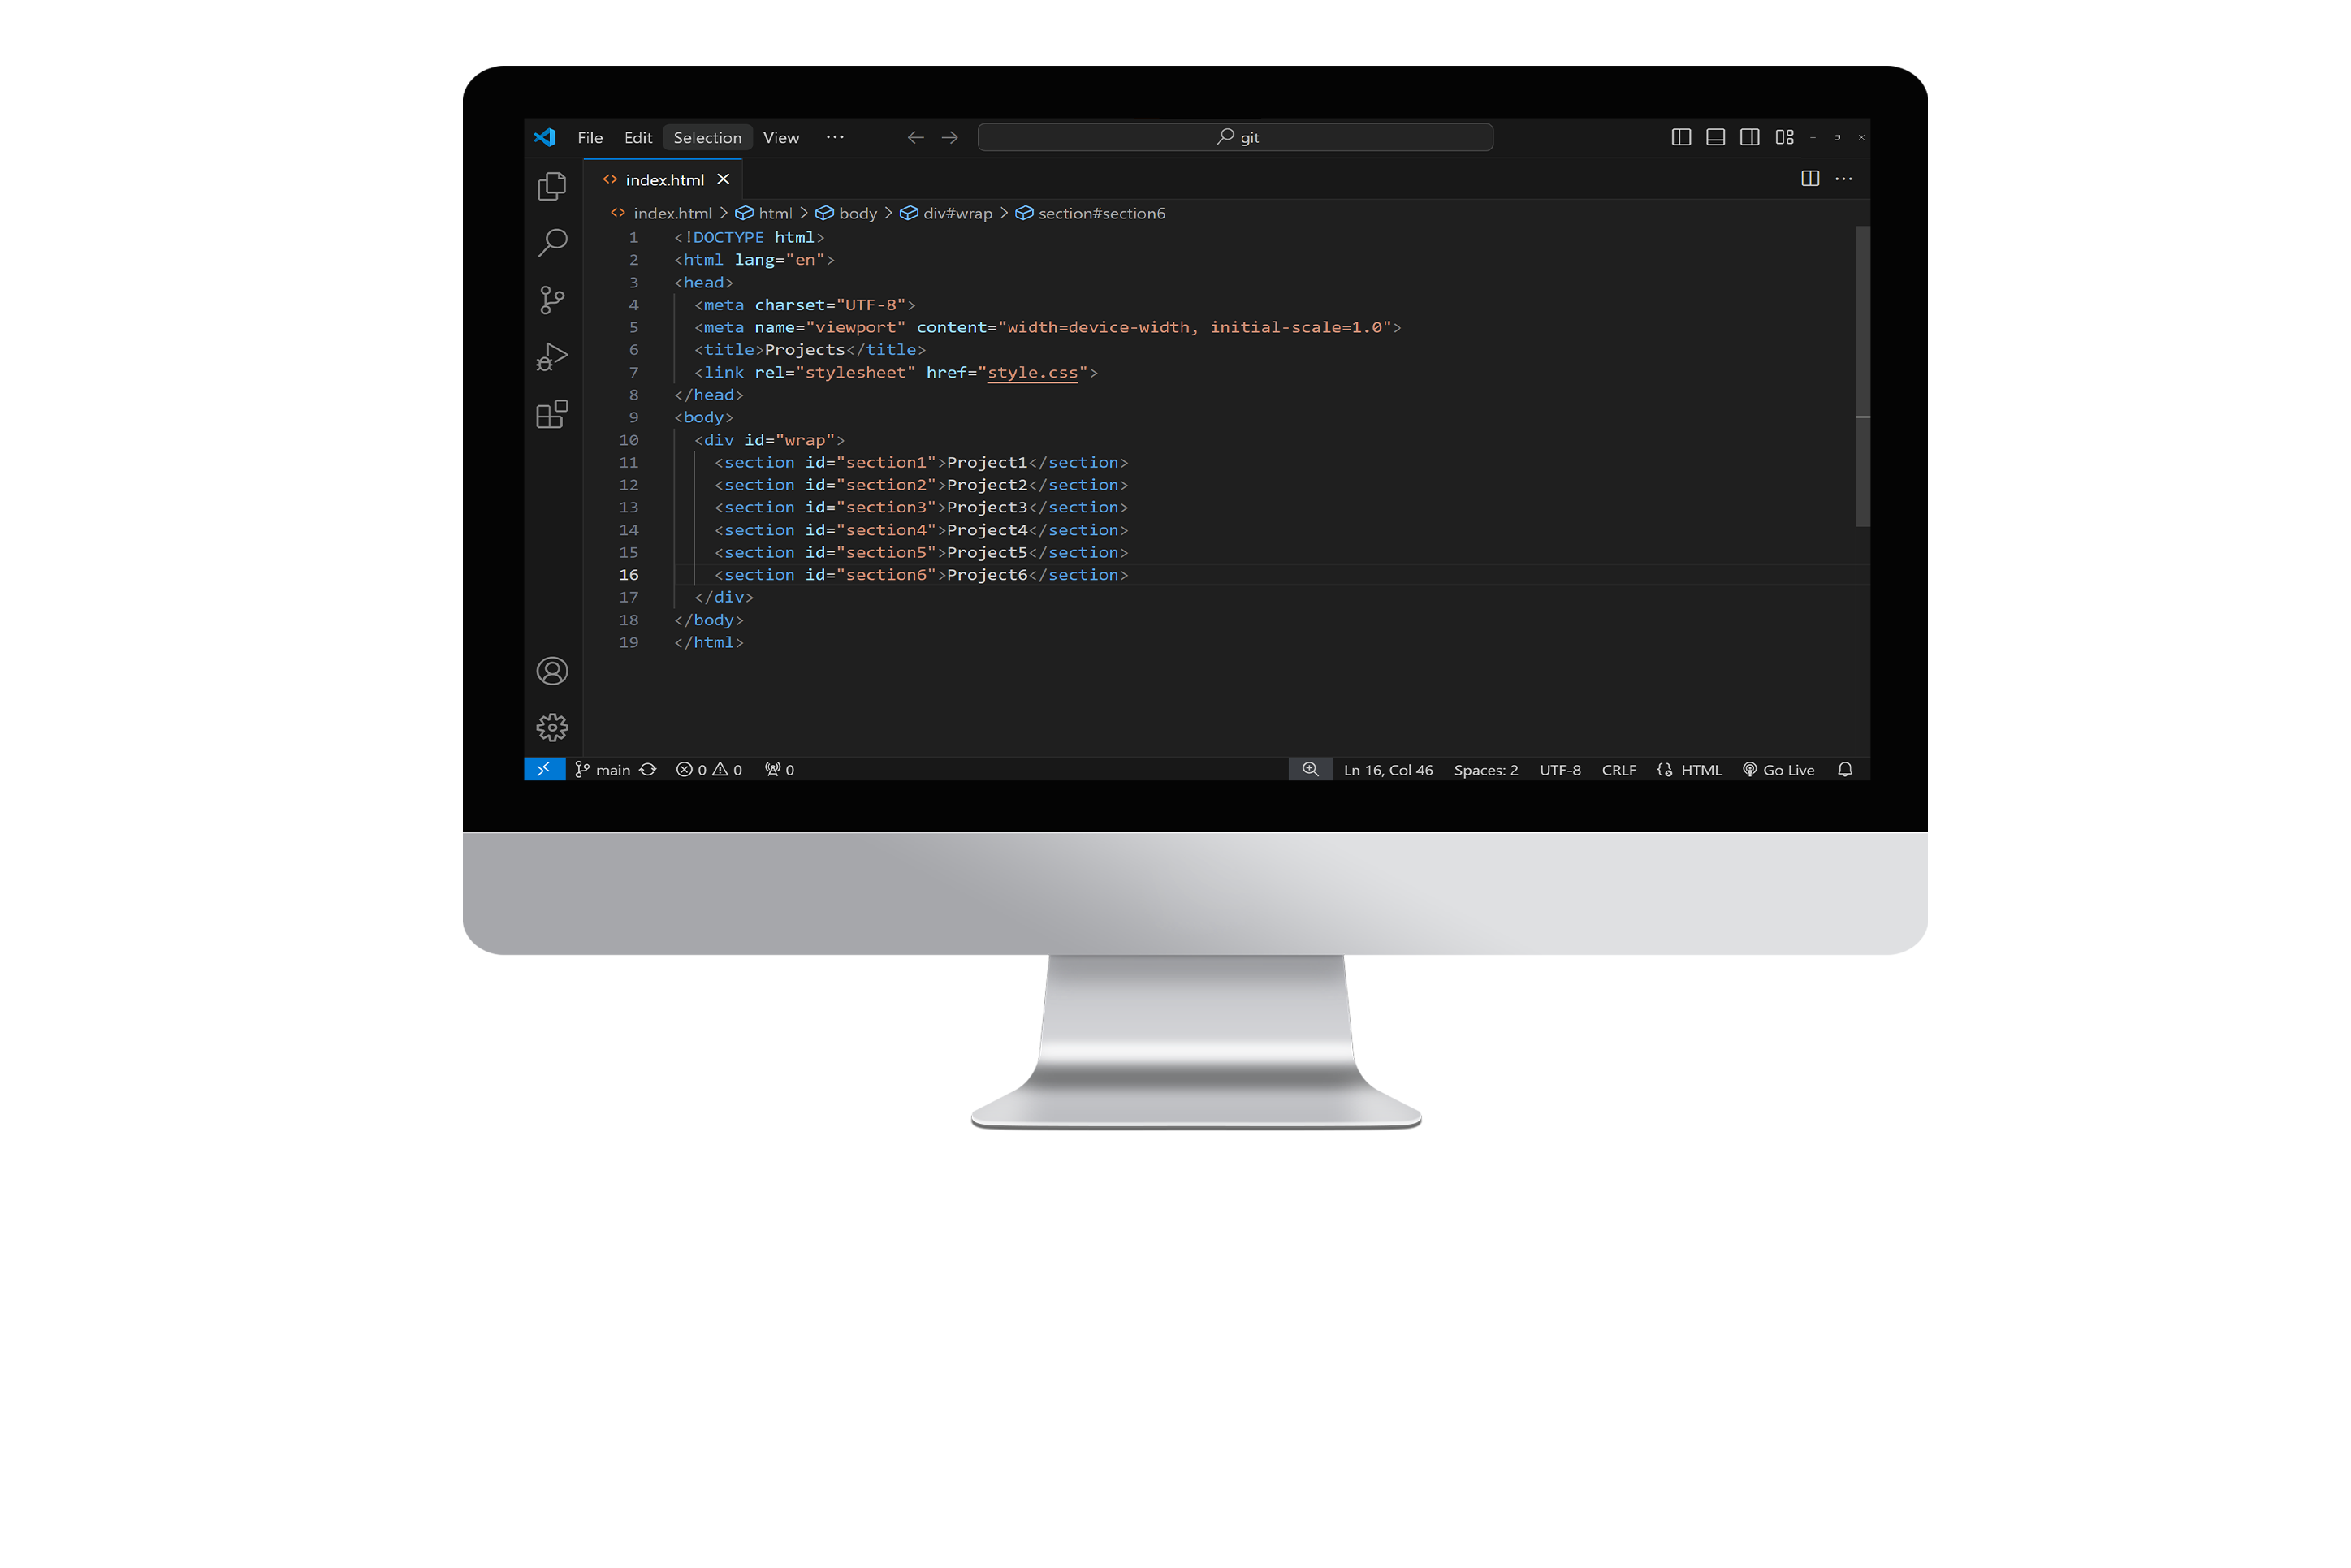 File Edit Selection View ··· git
index.html
index.html > html > body > div#wrap > section#section6
1 <!DOCTYPE html>
2 <html lang="en">
3 <head>
4 <meta charset="UTF-8">
5 <meta name="viewport" content="width=device-width, initial-scale=1.0">
6 <title>Projects</title>
7 <link rel="stylesheet" href="style.css">
8 </head>
9 <body>
10 <div id="wrap">
11 <section id="section1">Project1</section>
12 <section id="section2">Project2</section>
13 <section id="section3">Project3</section>
14 <section id="section4">Project4</section>
15 <section id="section5">Project5</section>
16 <section id="section6">Project6</section>
17 </div>
18 </body>
19 </html>
main 0 0 0 Ln 16, Col 46 Spaces: 2 UTF-8 CRLF HTML Go Live